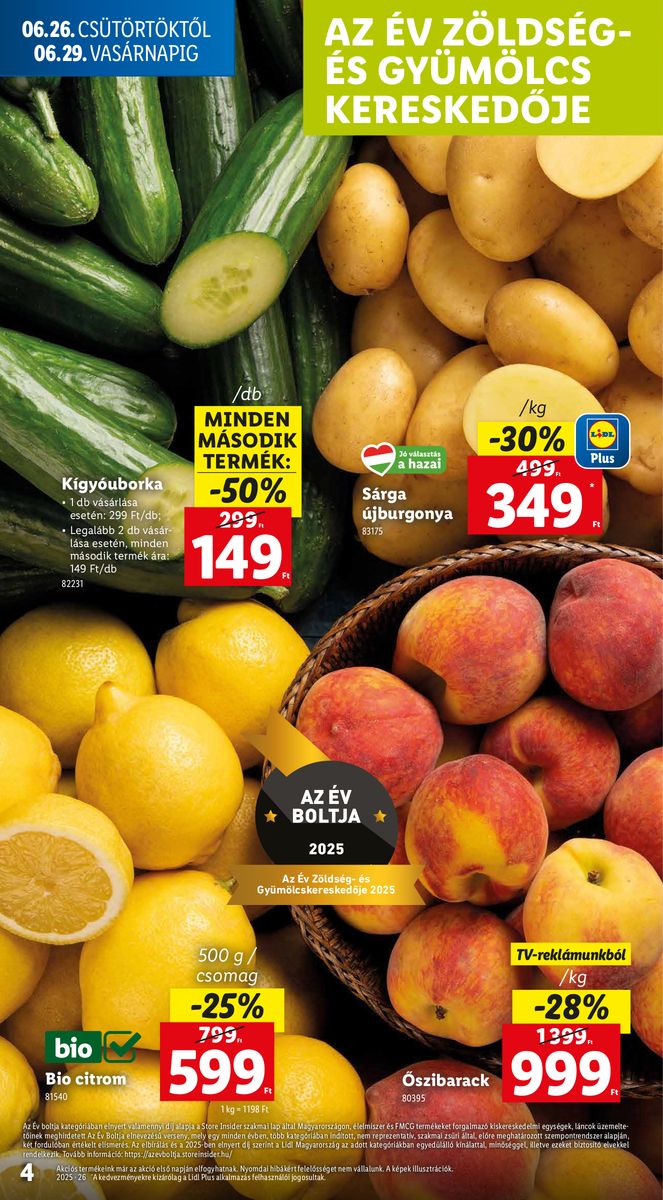 06.26. CSÜTÖRTÖKTŐL
06.29. VASÁRNAPIG
AZ ÉV ZÖLDSÉG-
ÉS GYÜMÖLCS
KERESKEDŐJE
/db
MINDEN
MÁSODIK
TERMÉK:
-50%
299 Ft
149 Ft
Kígyóuborka
• 1 db vásárlása
esetén: 299 Ft/db;
• Legalább 2 db vásár-
lása esetén, minden
második termék ára:
149 Ft/db
82231
/kg
-30%
LIDL
Plus
499 Ft
349 Ft*
Jó választás
a hazai
Sárga
újburgonya
83175
AZ ÉV
BOLTJA
2025
Az Év Zöldség- és
Gyümölcskereskedője 2025
500 g /
csomag
-25%
799 Ft
599 Ft
1 kg = 1198 Ft
bio
Bio citrom
81540
TV-reklámunkból
/kg
-28%
1 399 Ft
999 Ft
Őszibarack
80395
Az Év boltja kategóriában elnyert valamennyi díj alapja a Store Insider szakmai lap által Magyarországon, élelmiszer és FMCG termékeket forgalmazó kiskereskedelmi egységek, láncok üzemelte-
tőinek meghirdetett Az Év Boltja elnevezésű verseny, mely egy minden évben, több kategóriában indított, nem reprezentatív, szakmai zsűri által, előre meghatározott szempontrendszer alapján,
két fordulóban értékelt elismerés. Az elbírálás és a 2025-ben elnyert díj szerint a Lidl Magyarország az adott kategóriákban egyedülálló kínálattal, minőséggel, illetve ezeket biztosító elvekkel
rendelkezik. További információ: https://azevboltja.storeinsider.hu/
4
Akciós termékeink már az akció első napján elfogyhatnak. Nyomdai hibákért felelősséget nem vállalunk. A képek illusztrációk.
2025 - 26 *A kedvezményekre kizárólag a Lidl Plus alkalmazás felhasználói jogosultak.